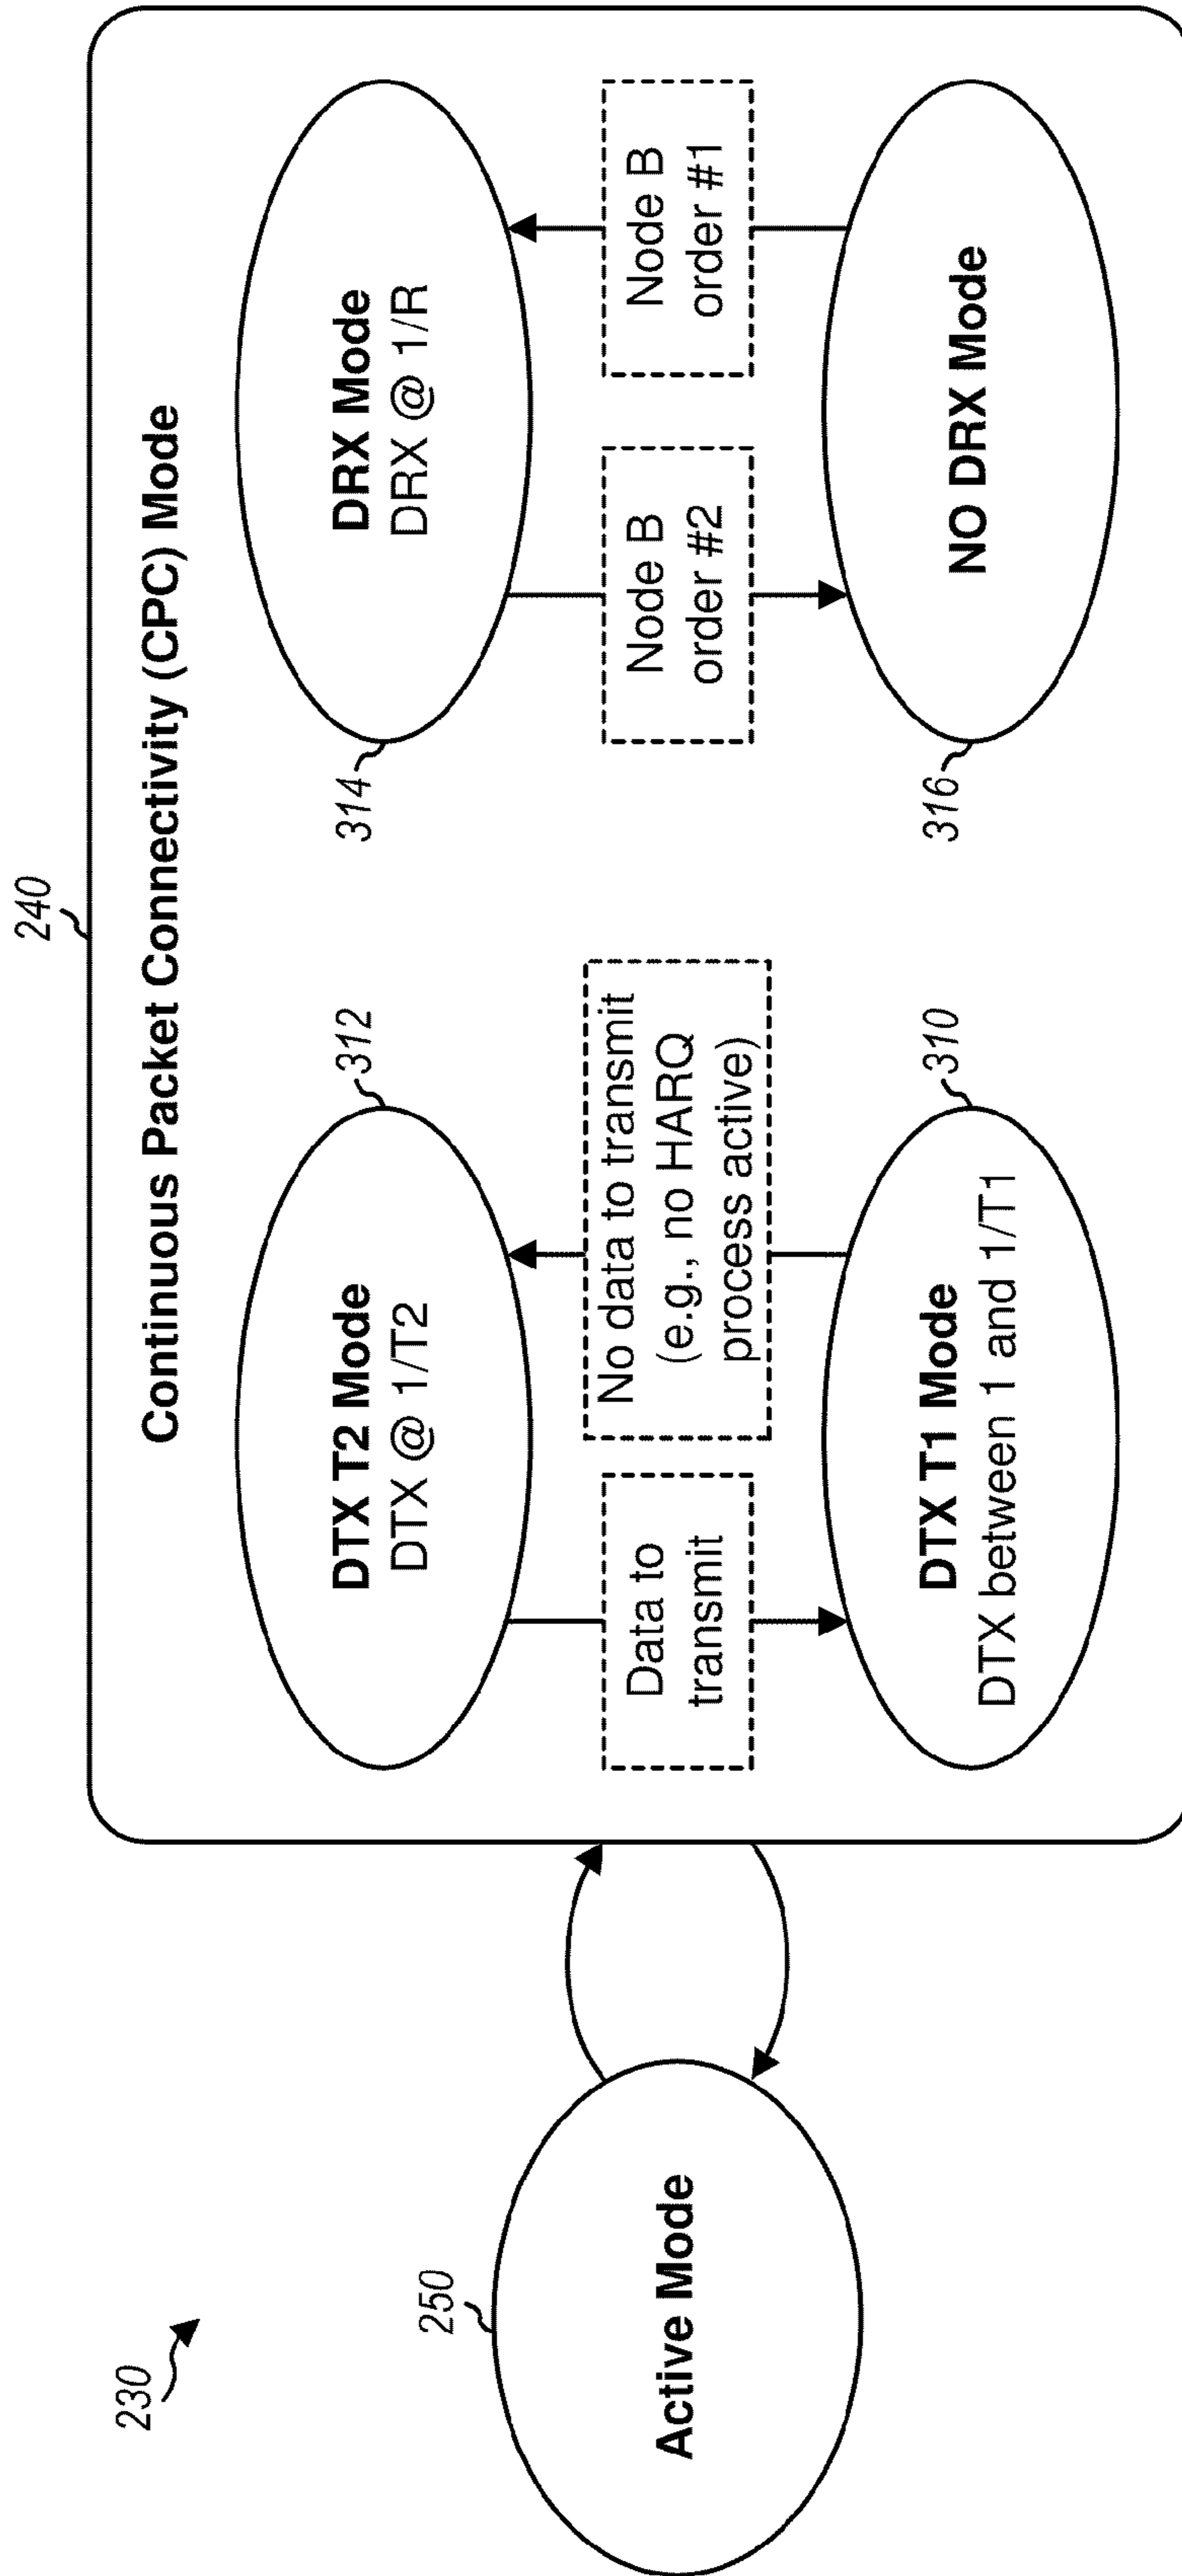 230
240
Continuous Packet Connectivity (CPC) Mode
250
Active Mode
312
DTX T2 Mode
DTX @ 1/T2
Data to
transmit
No data to transmit
(e.g., no HARQ
process active)
310
DTX T1 Mode
DTX between 1 and 1/T1
314
DRX Mode
DRX @ 1/R
Node B
order #2
Node B
order #1
316
NO DRX Mode